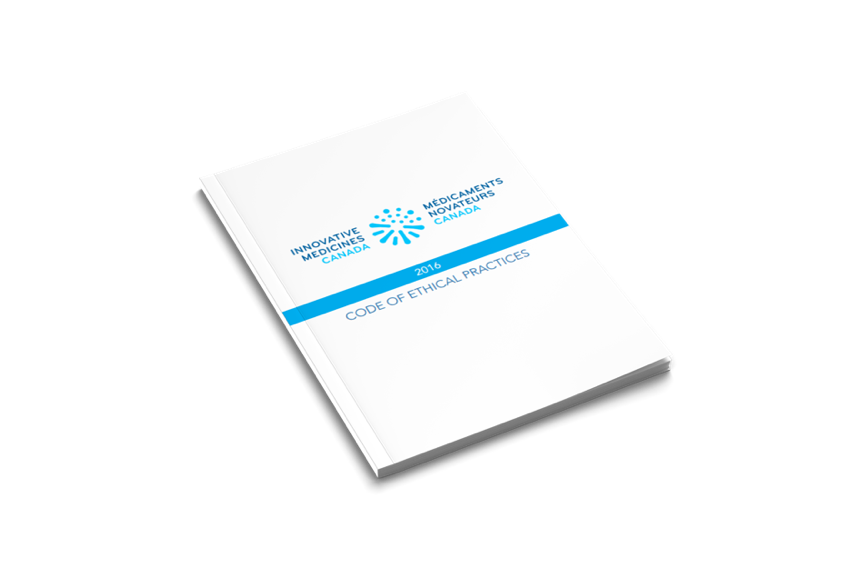 INNOVATIVE
MEDICINES
CANADA
MÉDICAMENTS
NOVATEURS
CANADA
2016
CODE OF ETHICAL PRACTICES